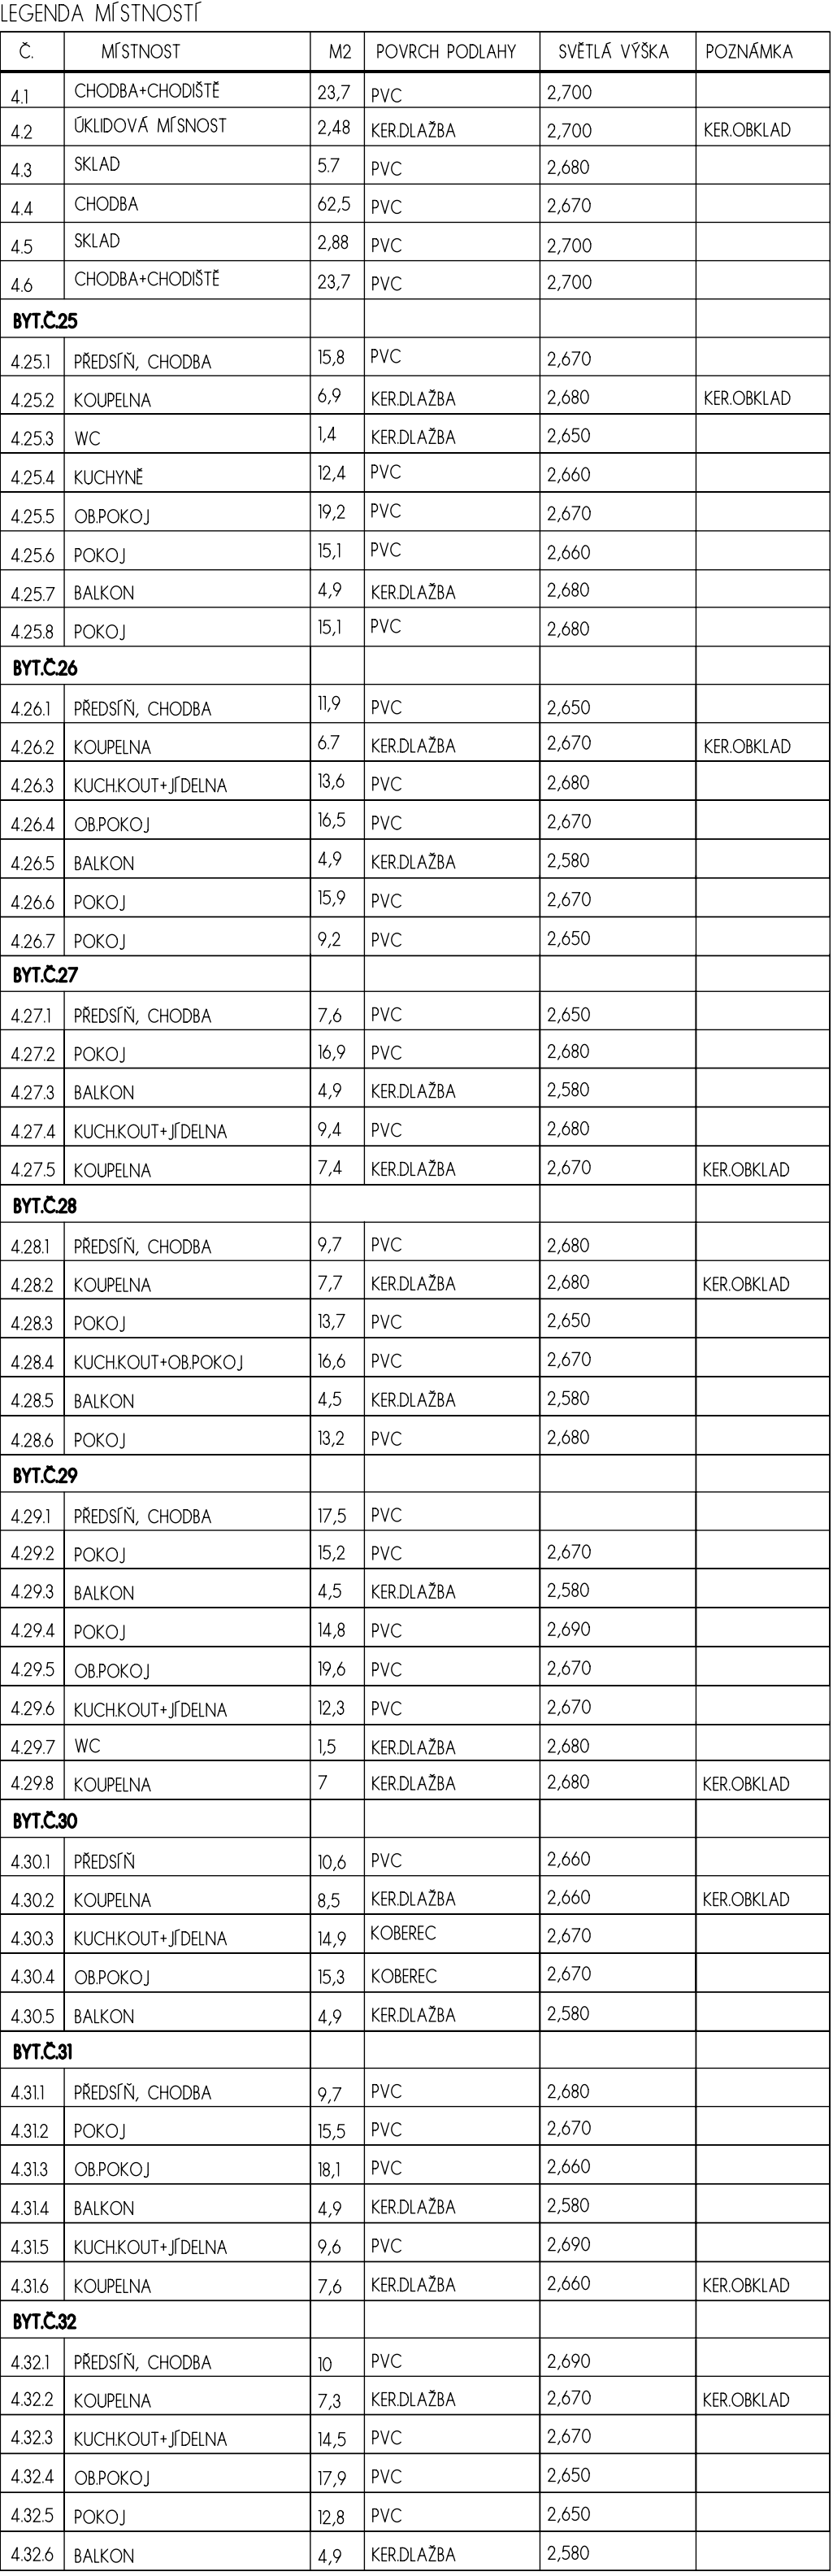 LEGENDA MÍSTNOSTÍ
Č. MÍSTNOST M2 POVRCH PODLAHY SVĚTLÁ VÝŠKA POZNÁMKA
4.1 CHODBA+CHODIŠTĚ 23,7 PVC 2,700
4.2 ÚKLIDOVÁ MÍSNOST 2,48 KER.DLAŽBA 2,700 KER.OBKLAD
4.3 SKLAD 5.7 PVC 2,680
4.4 CHODBA 62,5 PVC 2,670
4.5 SKLAD 2,88 PVC 2,700
4.6 CHODBA+CHODIŠTĚ 23,7 PVC 2,700
BYT.Č.25
4.25.1 PŘEDSÍŇ, CHODBA 15,8 PVC 2,670
4.25.2 KOUPELNA 6,9 KER.DLAŽBA 2,680 KER.OBKLAD
4.25.3 WC 1,4 KER.DLAŽBA 2,650
4.25.4 KUCHYNĚ 12,4 PVC 2,660
4.25.5 OB.POKOJ 19,2 PVC 2,670
4.25.6 POKOJ 15,1 PVC 2,660
4.25.7 BALKON 4,9 KER.DLAŽBA 2,680
4.25.8 POKOJ 15,1 PVC 2,680
BYT.Č.26
4.26.1 PŘEDSÍŇ, CHODBA 11,9 PVC 2,650
4.26.2 KOUPELNA 6.7 KER.DLAŽBA 2,670 KER.OBKLAD
4.26.3 KUCH.KOUT+JÍDELNA 13,6 PVC 2,680
4.26.4 OB.POKOJ 16,5 PVC 2,670
4.26.5 BALKON 4,9 KER.DLAŽBA 2,580
4.26.6 POKOJ 15,9 PVC 2,670
4.26.7 POKOJ 9,2 PVC 2,650
BYT.Č.27
4.27.1 PŘEDSÍŇ, CHODBA 7,6 PVC 2,650
4.27.2 POKOJ 16,9 PVC 2,680
4.27.3 BALKON 4,9 KER.DLAŽBA 2,580
4.27.4 KUCH.KOUT+JÍDELNA 9,4 PVC 2,680
4.27.5 KOUPELNA 7,4 KER.DLAŽBA 2,670 KER.OBKLAD
BYT.Č.28
4.28.1 PŘEDSÍŇ, CHODBA 9,7 PVC 2,680
4.28.2 KOUPELNA 7,7 KER.DLAŽBA 2,680 KER.OBKLAD
4.28.3 POKOJ 13,7 PVC 2,650
4.28.4 KUCH.KOUT+OB.POKOJ 16,6 PVC 2,670
4.28.5 BALKON 4,5 KER.DLAŽBA 2,580
4.28.6 POKOJ 13,2 PVC 2,680
BYT.Č.29
4.29.1 PŘEDSÍŇ, CHODBA 17,5 PVC
4.29.2 POKOJ 15,2 PVC 2,670
4.29.3 BALKON 4,5 KER.DLAŽBA 2,580
4.29.4 POKOJ 14,8 PVC 2,690
4.29.5 OB.POKOJ 19,6 PVC 2,670
4.29.6 KUCH.KOUT+JÍDELNA 12,3 PVC 2,670
4.29.7 WC 1,5 KER.DLAŽBA 2,680
4.29.8 KOUPELNA 7 KER.DLAŽBA 2,680 KER.OBKLAD
BYT.Č.30
4.30.1 PŘEDSÍŇ 10,6 PVC 2,660
4.30.2 KOUPELNA 8,5 KER.DLAŽBA 2,660 KER.OBKLAD
4.30.3 KUCH.KOUT+JÍDELNA 14,9 KOBEREC 2,670
4.30.4 OB.POKOJ 15,3 KOBEREC 2,670
4.30.5 BALKON 4,9 KER.DLAŽBA 2,580
BYT.Č.31
4.31.1 PŘEDSÍŇ, CHODBA 9,7 PVC 2,680
4.31.2 POKOJ 15,5 PVC 2,670
4.31.3 OB.POKOJ 18,1 PVC 2,660
4.31.4 BALKON 4,9 KER.DLAŽBA 2,580
4.31.5 KUCH.KOUT+JÍDELNA 9,6 PVC 2,690
4.31.6 KOUPELNA 7,6 KER.DLAŽBA 2,660 KER.OBKLAD
BYT.Č.32
4.32.1 PŘEDSÍŇ, CHODBA 10 PVC 2,690
4.32.2 KOUPELNA 7,3 KER.DLAŽBA 2,670 KER.OBKLAD
4.32.3 KUCH.KOUT+JÍDELNA 14,5 PVC 2,670
4.32.4 OB.POKOJ 17,9 PVC 2,650
4.32.5 POKOJ 12,8 PVC 2,650
4.32.6 BALKON 4,9 KER.DLAŽBA 2,580